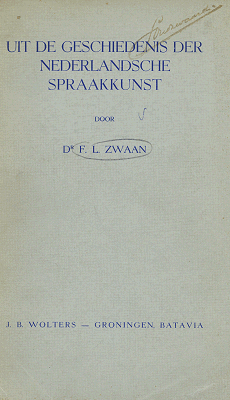 UIT DE GESCHIEDENIS DER
NEDERLANDSCHE
SPRAAKKUNST
DOOR
Dr F. L. ZWAAN
J. B. WOLTERS — GRONINGEN, BATAVIA